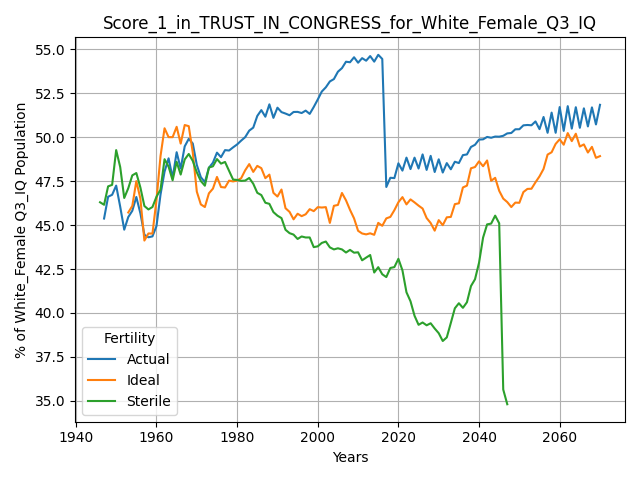 Score_1_in_TRUST_IN_CONGRESS_for_White_Female_Q3_IQ
% of White_Female Q3_IQ Population
55.0
52.5
50.0
47.5
45.0
42.5
40.0
37.5
35.0
Fertility
Actual
Ideal
Sterile
1940 1960 1980 2000 2020 2040 2060
Years